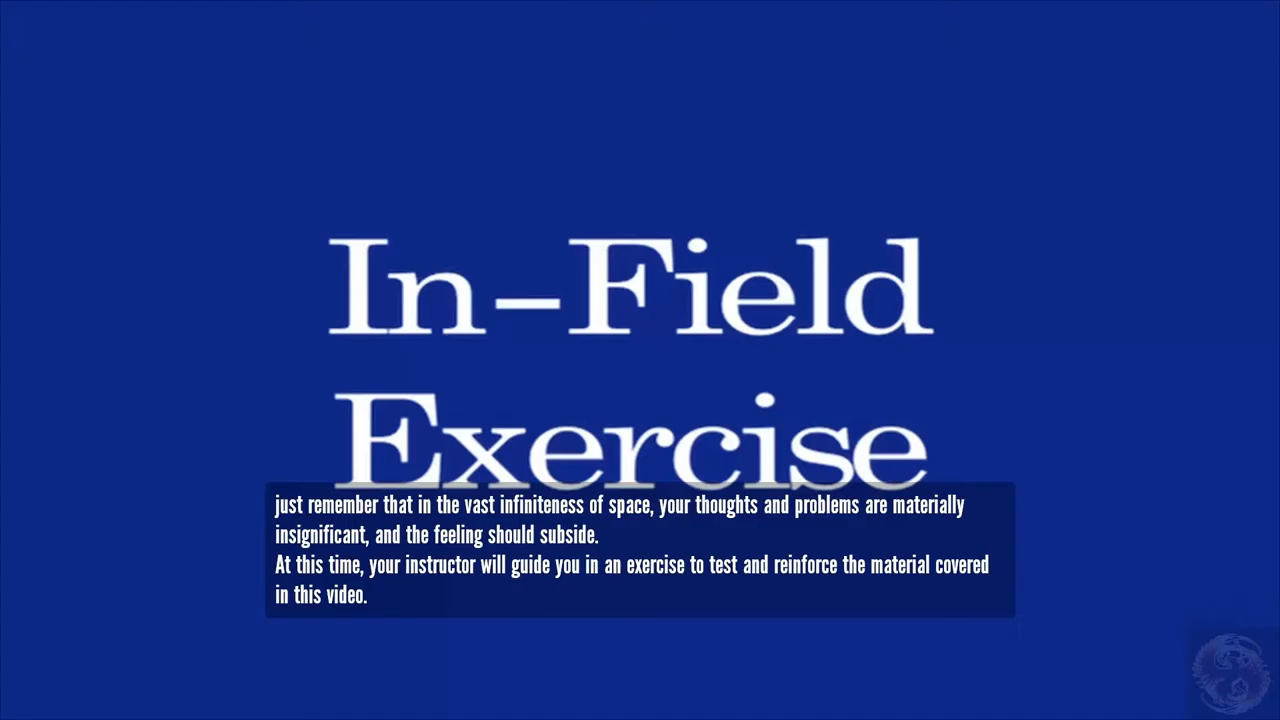 In-Field
Exercise
just remember that in the vast infiniteness of space, your thoughts and problems are materially
insignificant, and the feeling should subside.
At this time, your instructor will guide you in an exercise to test and reinforce the material covered
in this video.